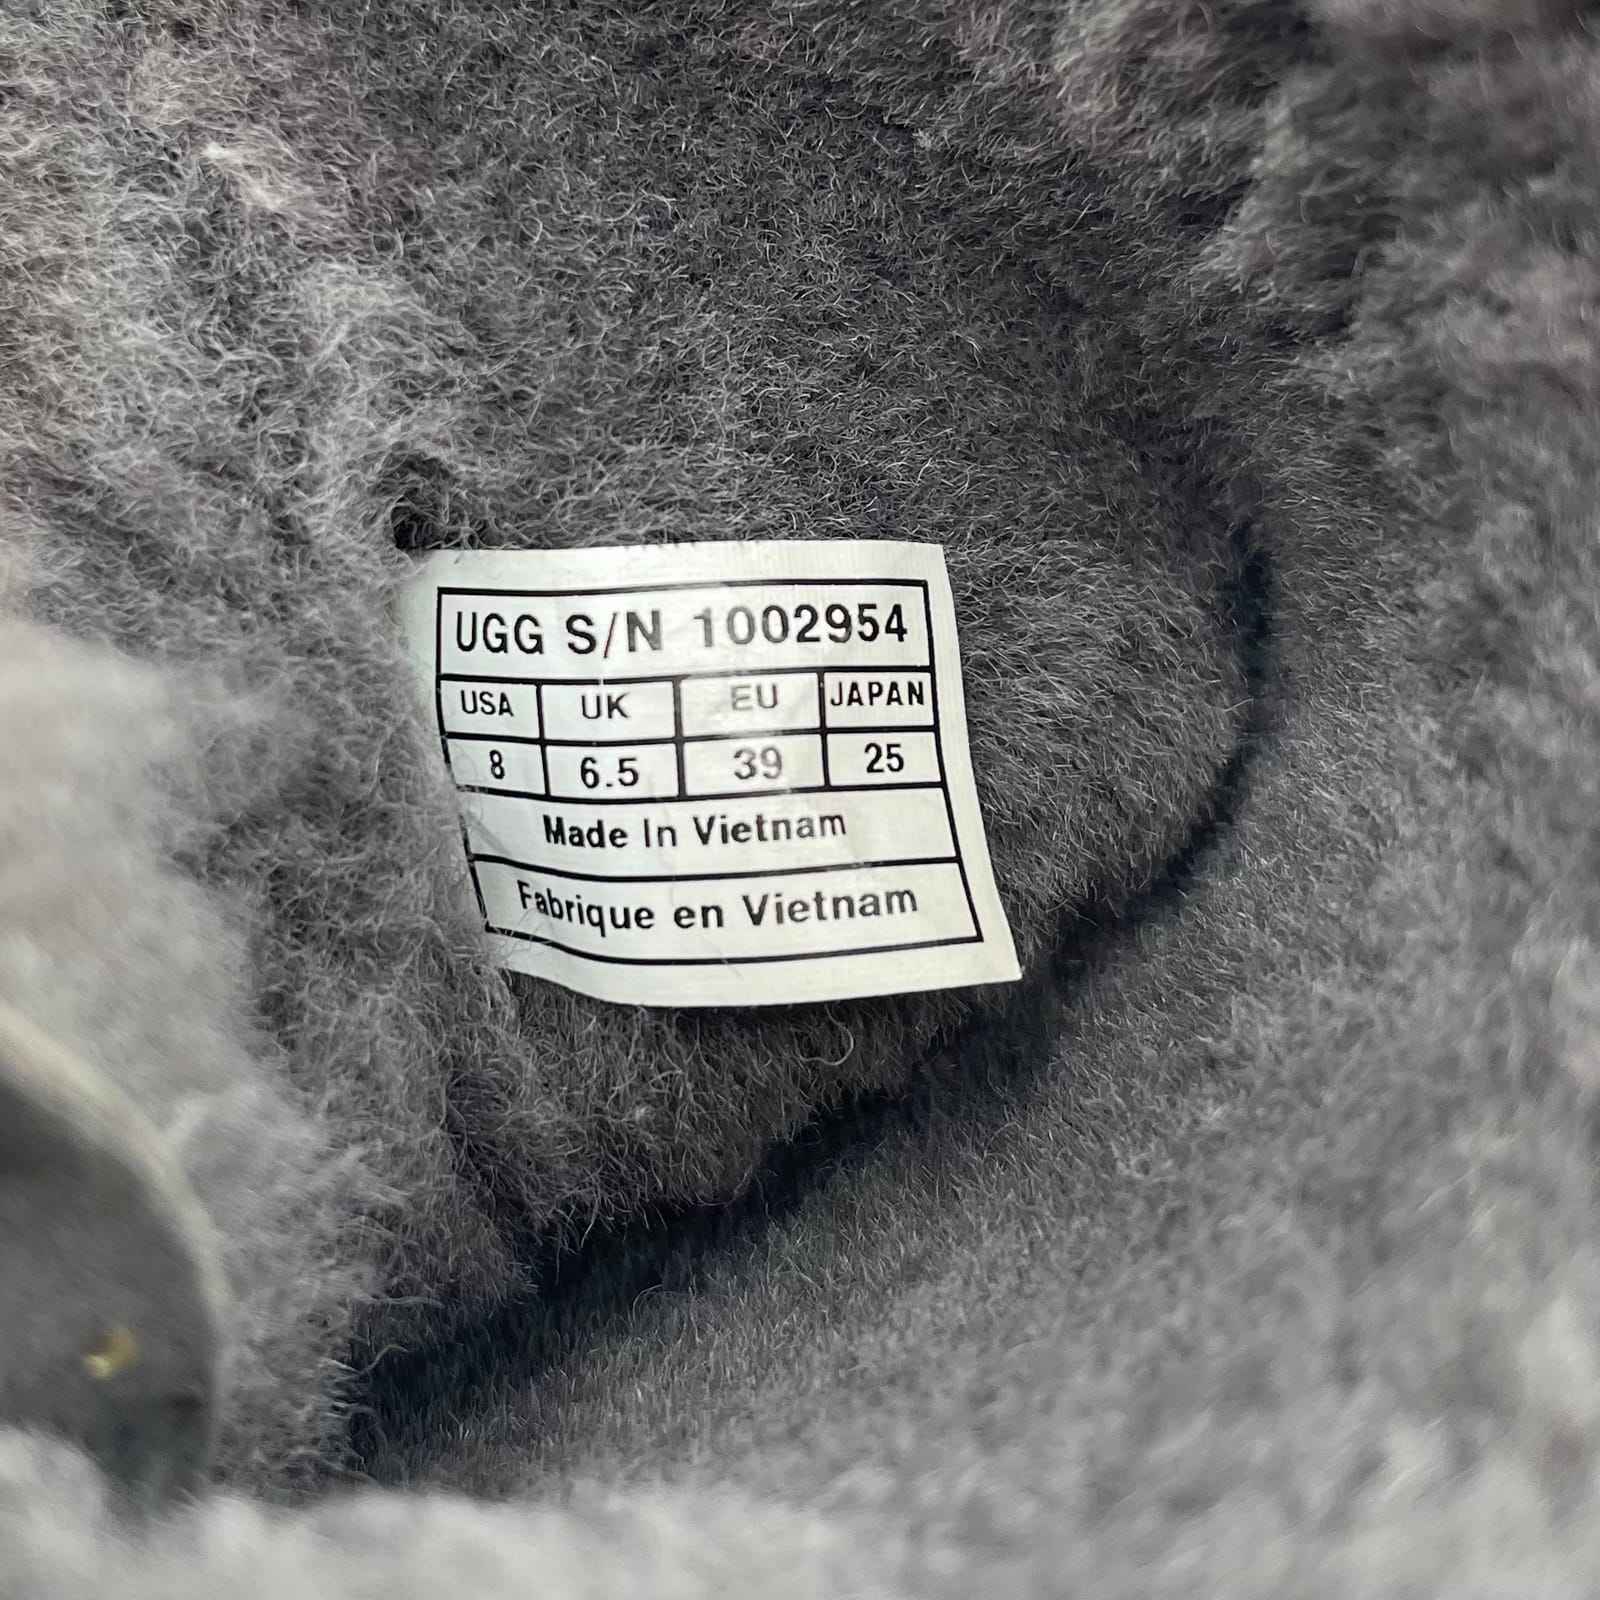 UGG S/N 1002954
USA UK EU JAPAN
8 6.5 39 25
Made In Vietnam
Fabrique en Vietnam